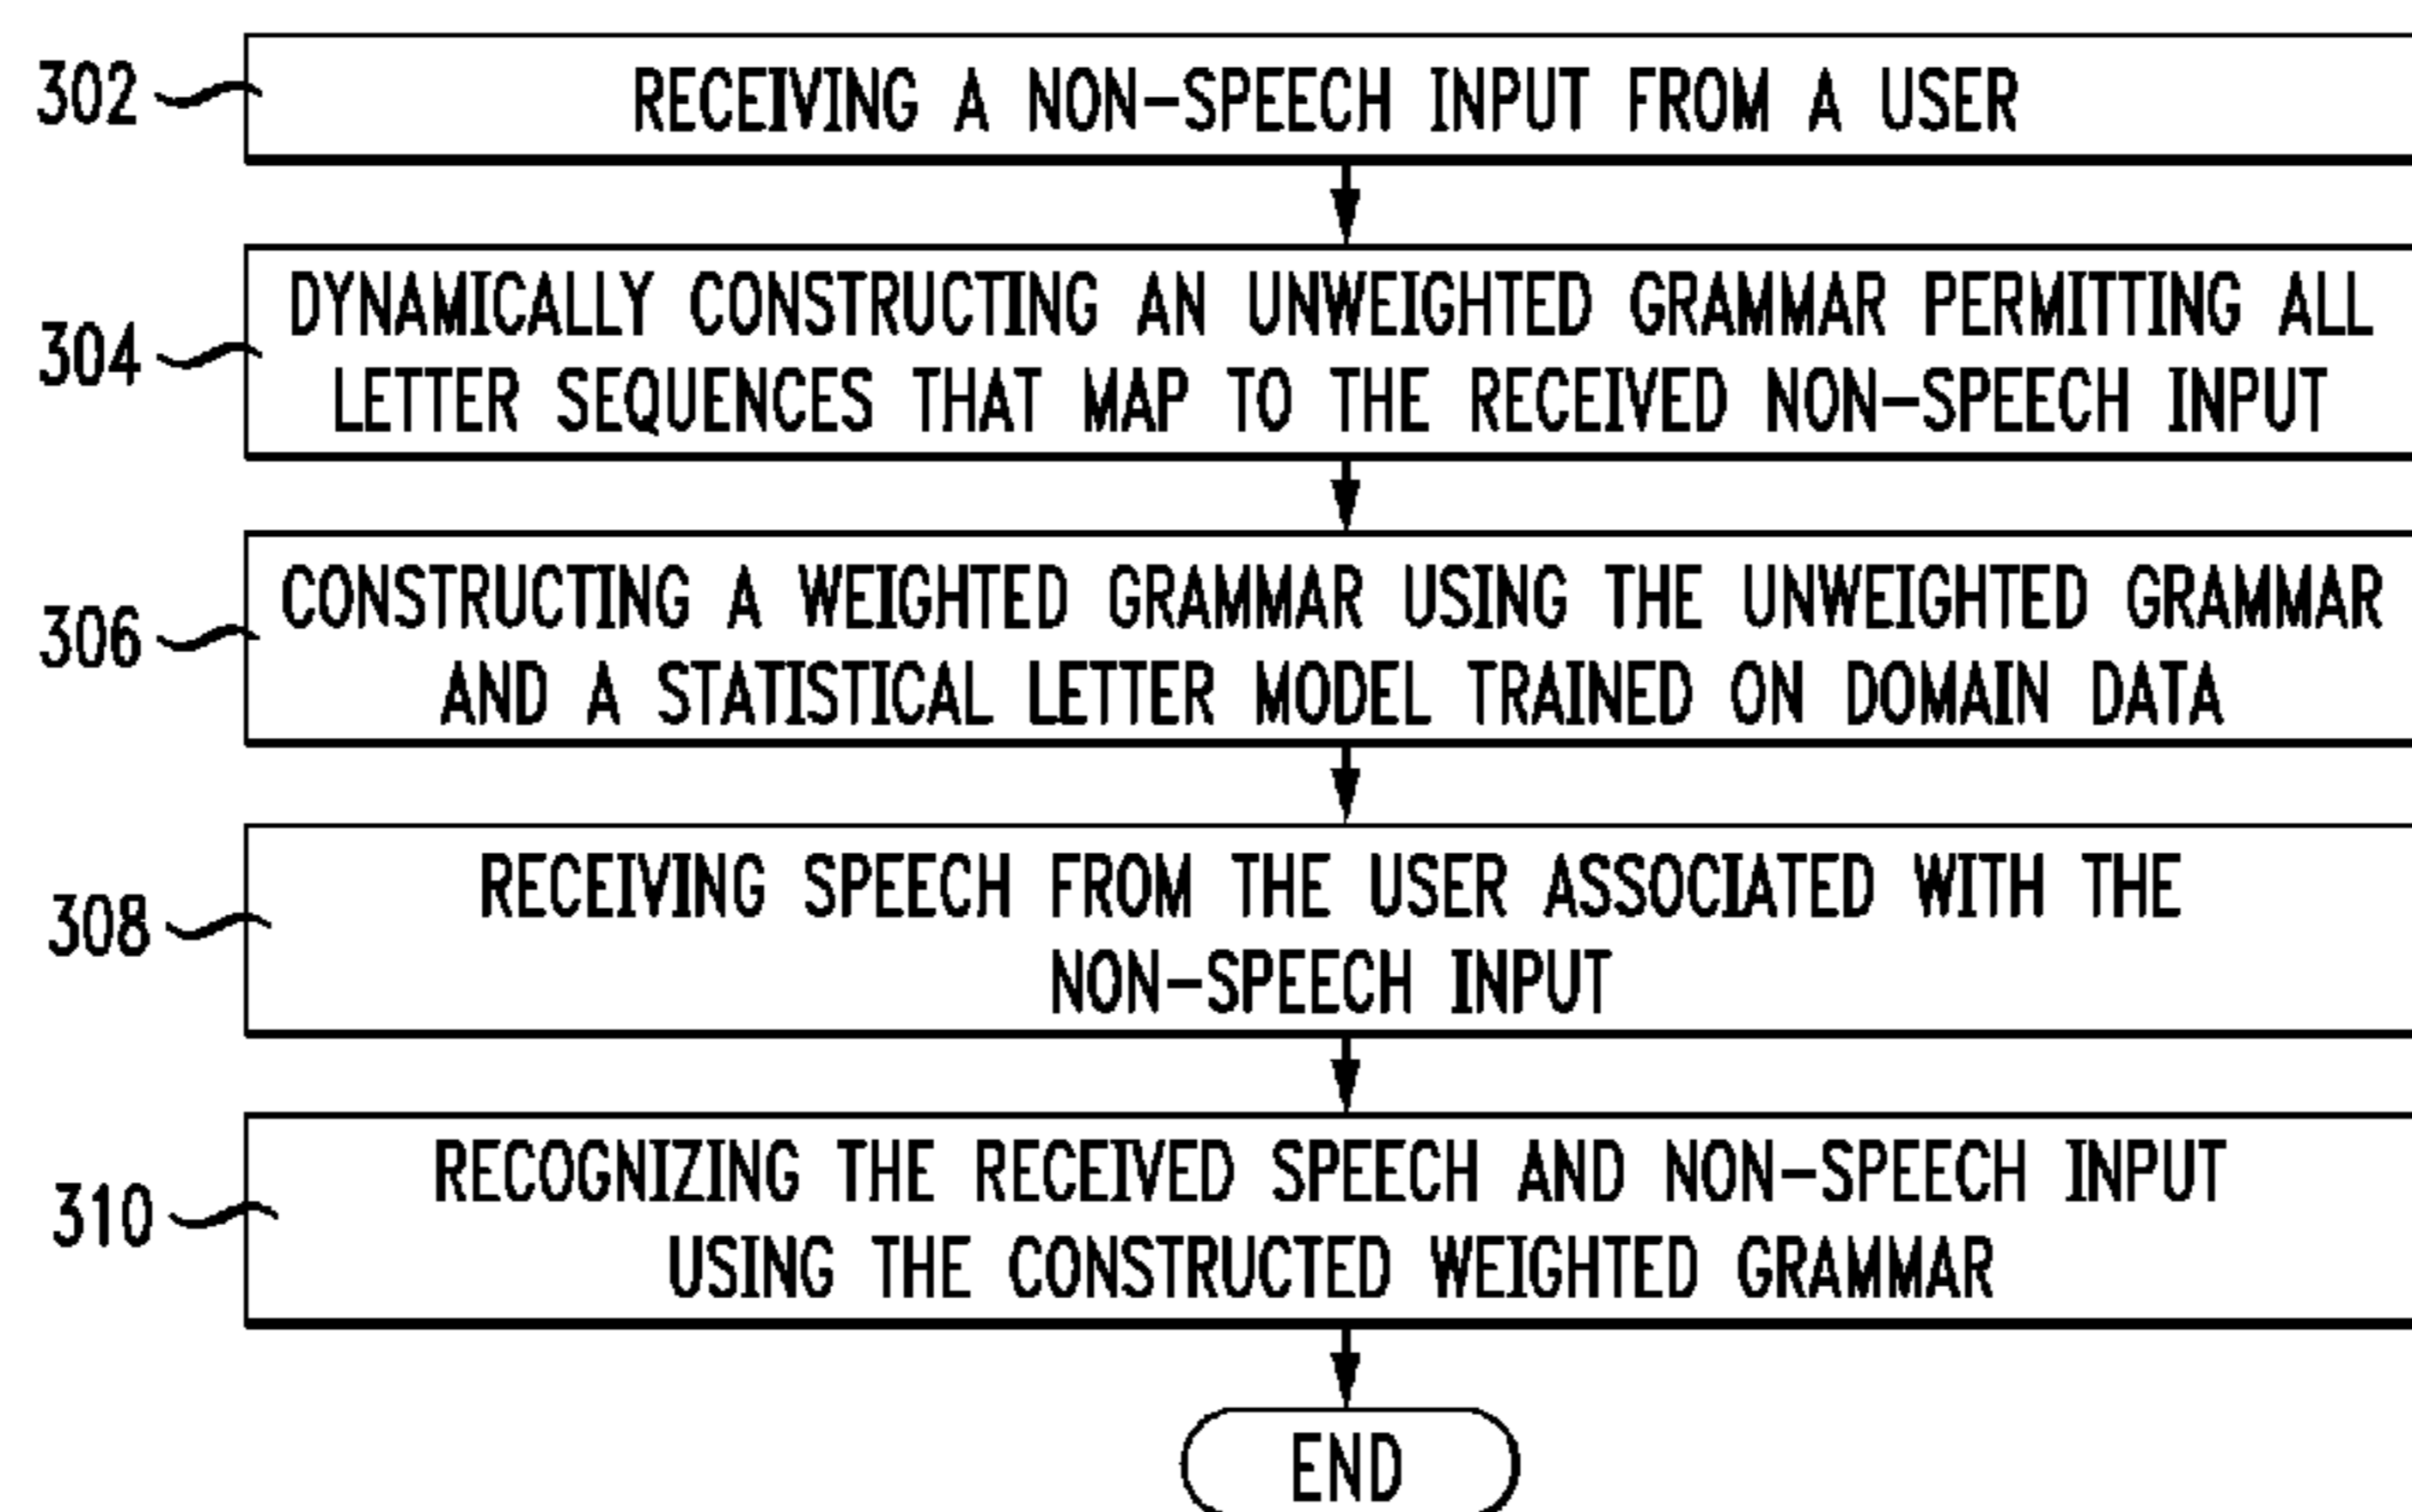 302
RECEIVING A NON-SPEECH INPUT FROM A USER
304
DYNAMICALLY CONSTRUCTING AN UNWEIGHTED GRAMMAR PERMITTING ALL
LETTER SEQUENCES THAT MAP TO THE RECEIVED NON-SPEECH INPUT
306
CONSTRUCTING A WEIGHTED GRAMMAR USING THE UNWEIGHTED GRAMMAR
AND A STATISTICAL LETTER MODEL TRAINED ON DOMAIN DATA
308
RECEIVING SPEECH FROM THE USER ASSOCIATED WITH THE
NON-SPEECH INPUT
310
RECOGNIZING THE RECEIVED SPEECH AND NON-SPEECH INPUT
USING THE CONSTRUCTED WEIGHTED GRAMMAR
END